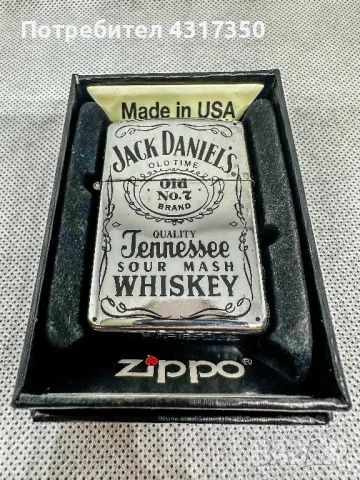 Потребител 4317350
Made in USA
JACK DANIEL'S
OLD TIME
Old
No.7
BRAND
QUALITY
Tennessee
SOUR MASH
WHISKEY
zippo